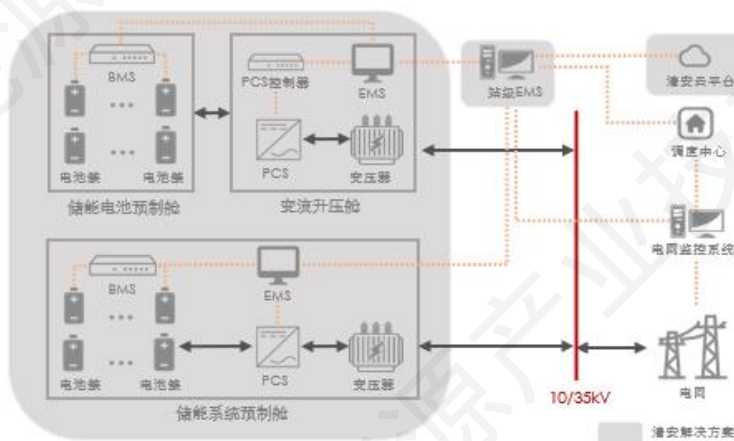 BMS
PCS控制器
EMS
站级EMS
清安云平台
电池簇
电池簇
PCS
变压器
调度中心
储能电池预制舱
变流升压舱
电网监控系统
BMS
EMS
电池簇
电池簇
PCS
变压器
10/35kV
电网
储能系统预制舱
清安解决方案